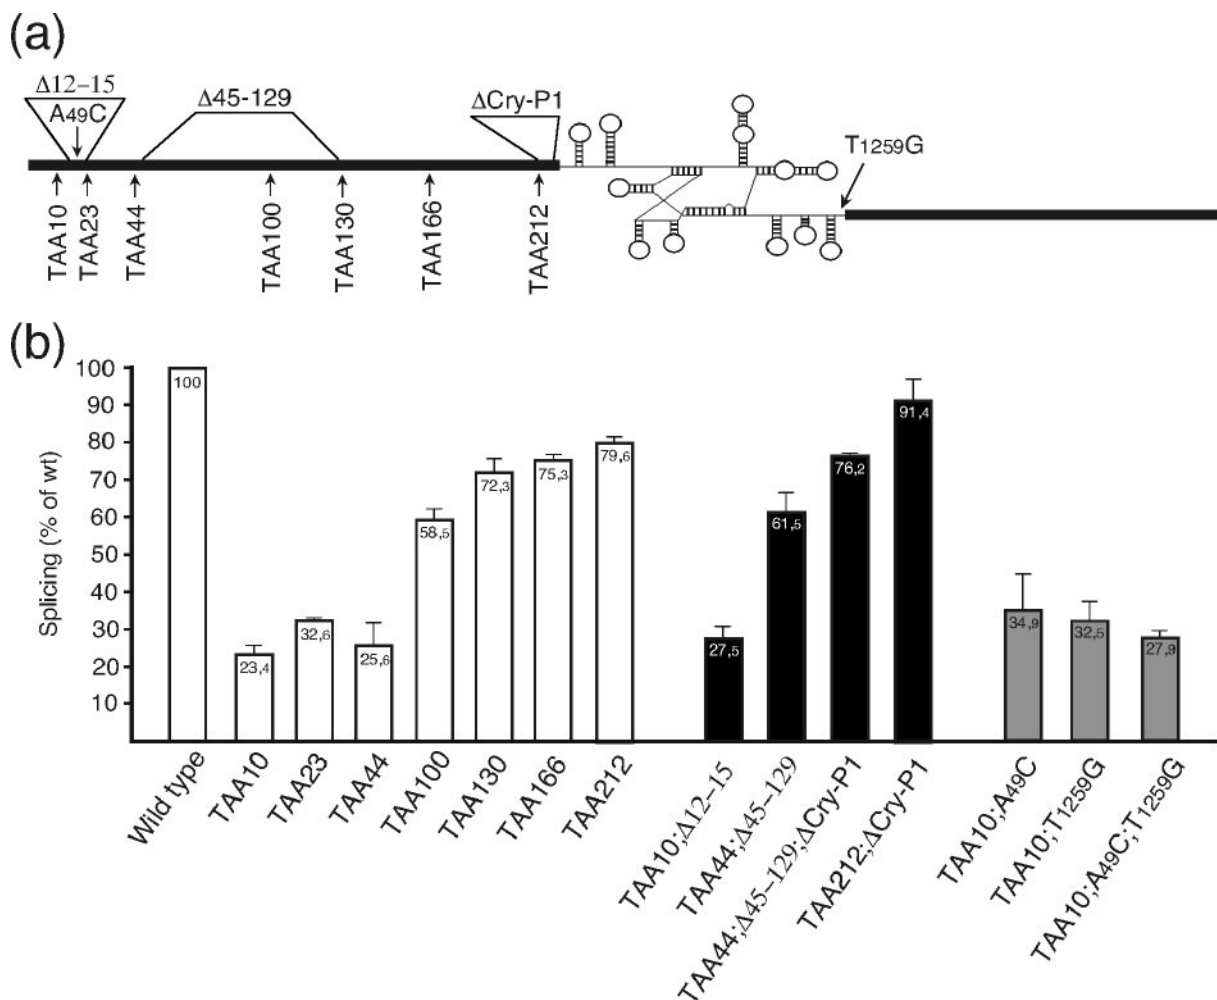 (a)
Δ12–15
A49C
Δ45-129
ΔCry-P1
T1259G
TAA10
TAA23
TAA44
TAA100
TAA130
TAA166
TAA212
(b)
Splicing (% of wt)
100
90
80
70
60
50
40
30
20
10
100
23,4
32,6
25,6
58,5
72,3
75,3
79,6
27,5
61,5
76,2
91,4
34,9
32,5
27,9
Wild type
TAA10
TAA23
TAA44
TAA100
TAA130
TAA166
TAA212
TAA10;Δ12–15
TAA44;Δ45–129
TAA44;Δ45–129;ΔCry-P1
TAA212;ΔCry-P1
TAA10;A49C
TAA10;T1259G
TAA10;A49C;T1259G